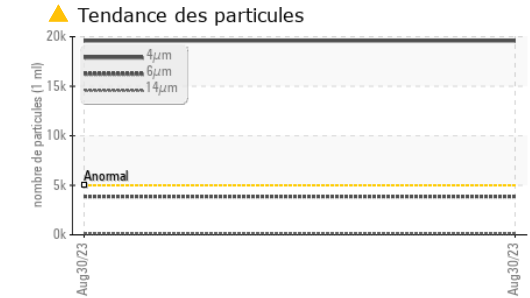 Tendance des particules
20k
15k
10k
5k
0k
nombre de particules (1 ml)
4µm
6µm
14µm
Anormal
Aug30/23
Aug30/23